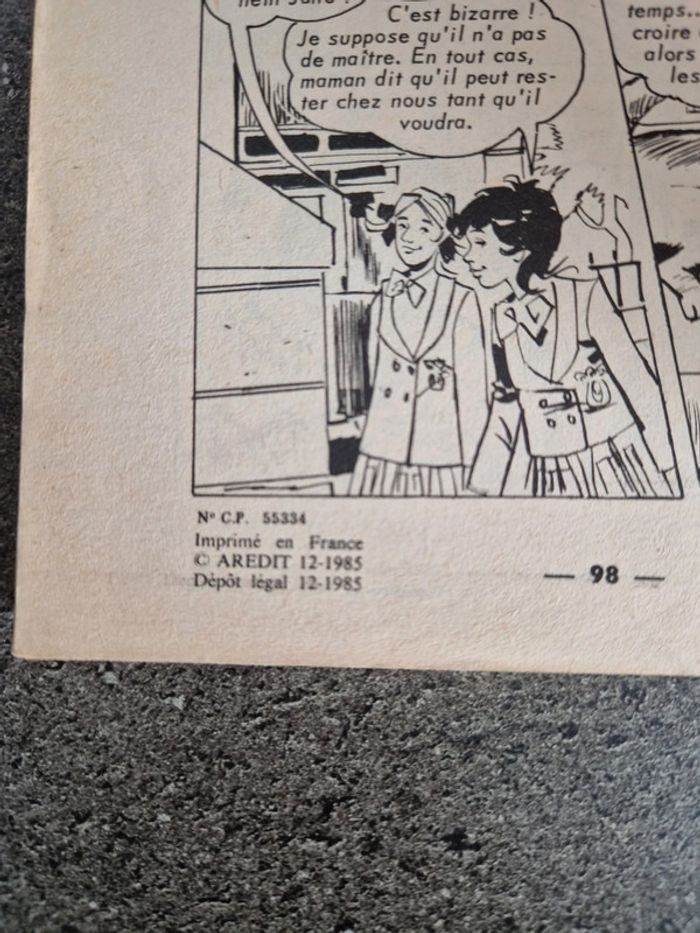 C'est bizarre !
Je suppose qu'il n'a pas
de maître. En tout cas,
maman dit qu'il peut res-
ter chez nous tant qu'il
voudra.
temps..
croire
alors
les
N° C.P. 55334
Imprimé en France
© AREDIT 12-1985
Dépôt légal 12-1985
— 98 —